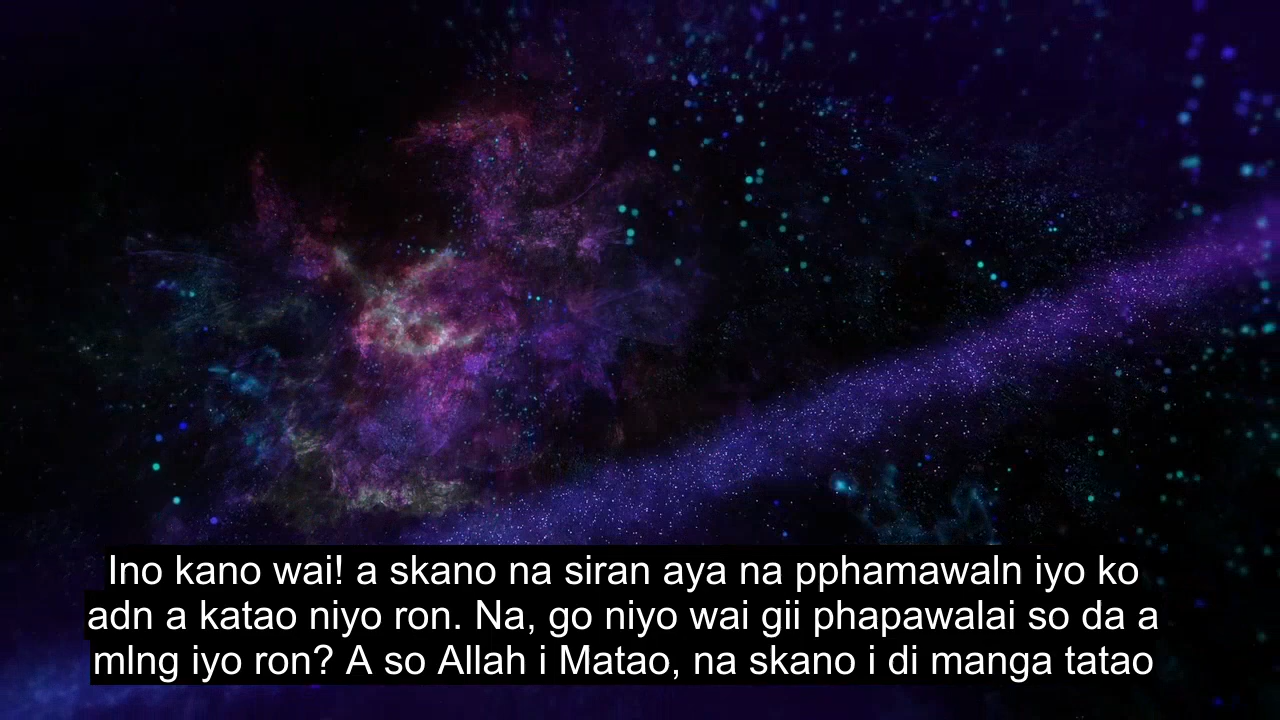 Ino kano wai! a skano na siran aya na pphamawaln iyo ko
adn a katao niyo ron. Na, go niyo wai gii phapawalai so da a
mlng iyo ron? A so Allah i Matao, na skano i di manga tatao